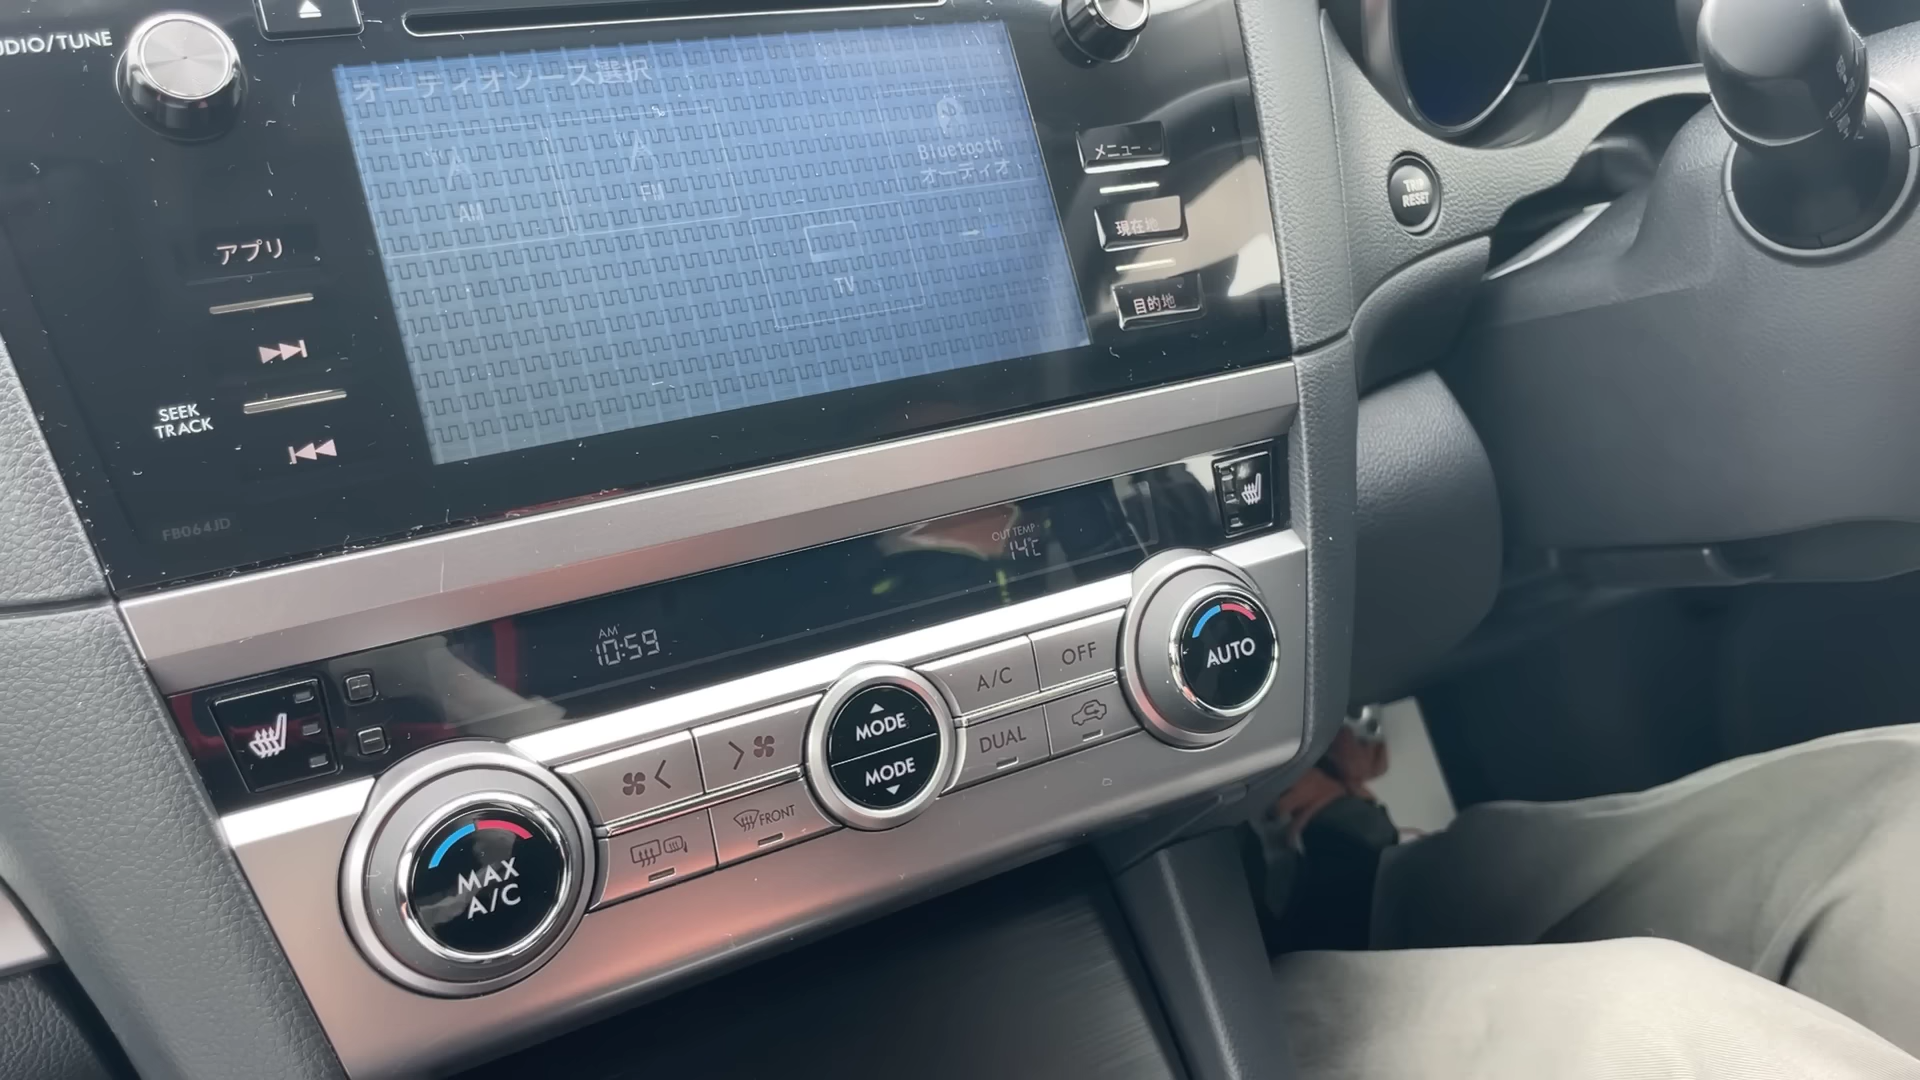 UDIO/TUNE
オーディオソース選択
AM
FM
Bluetooth
オーディオ
TV
アプリ
SEEK
TRACK
FB064JD
メニュー
現在地
目的地
TRIP
RESET
OUT TEMP
14℃
AM
10:59
MODE
MODE
A/C
OFF
DUAL
FRONT
AUTO
MAX
A/C